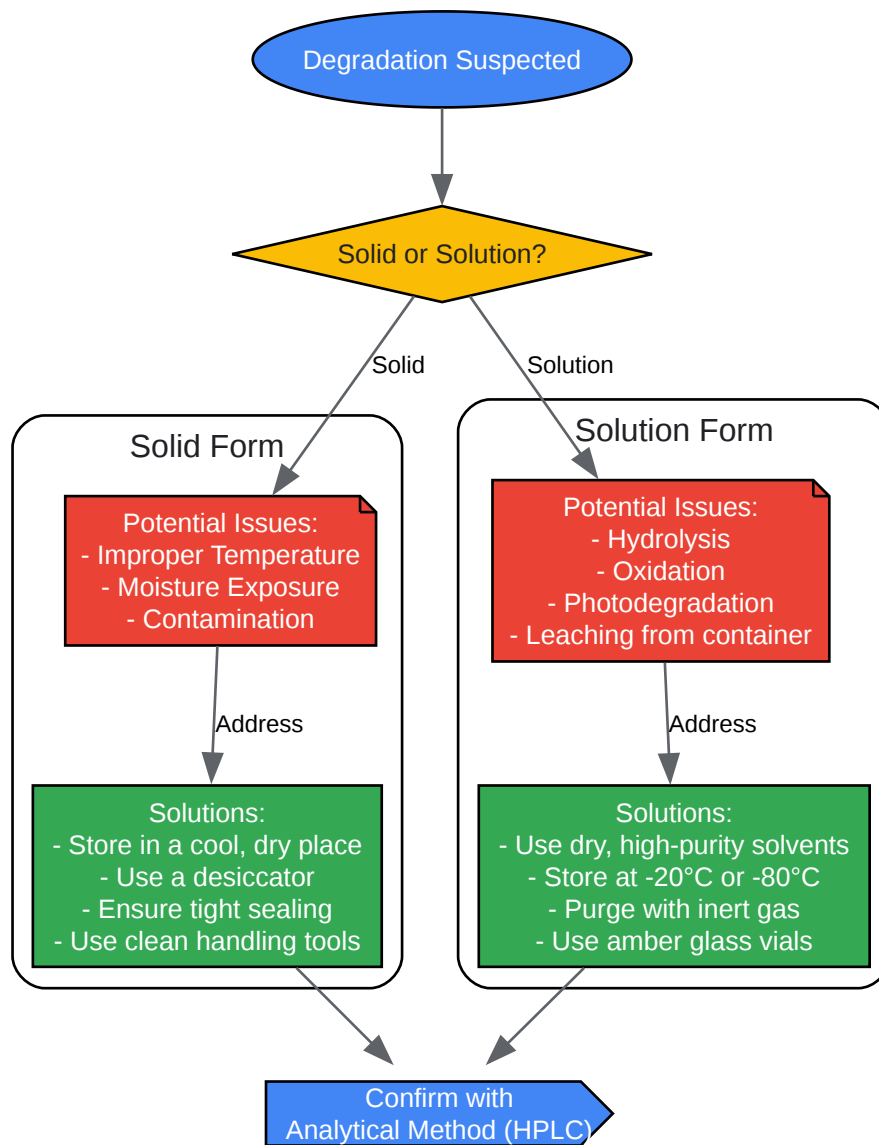 Degradation Suspected
Solid or Solution?
Solid
Solution
Solid Form
Potential Issues:
- Improper Temperature
- Moisture Exposure
- Contamination
Address
Solutions:
- Store in a cool, dry place
- Use a desiccator
- Ensure tight sealing
- Use clean handling tools
Solution Form
Potential Issues:
- Hydrolysis
- Oxidation
- Photodegradation
- Leaching from container
Address
Solutions:
- Use dry, high-purity solvents
- Store at -20°C or -80°C
- Purge with inert gas
- Use amber glass vials
Confirm with
Analytical Method (HPLC)